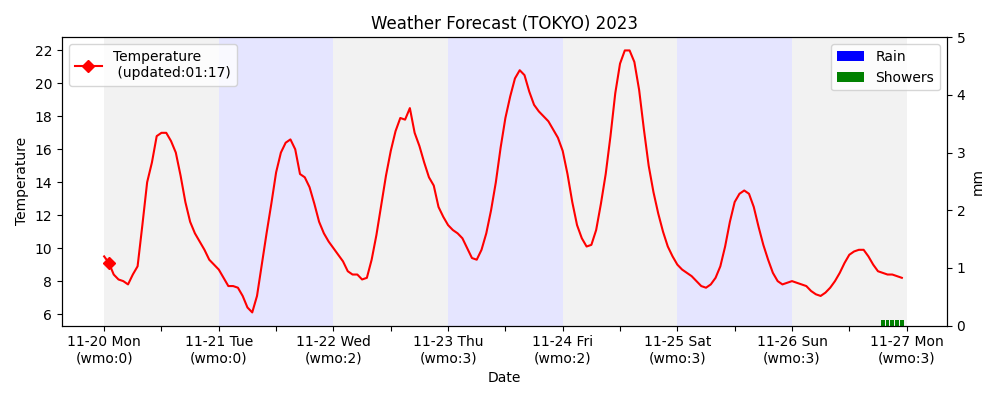 Weather Forecast (TOKYO) 2023
Temperature
(updated:01:17)
Rain
Showers
Temperature
22
20
18
16
14
12
10
8
6
5
4
3
2
1
0
mm
11-20 Mon
(wmo:0)
11-21 Tue
(wmo:0)
11-22 Wed
(wmo:2)
11-23 Thu
(wmo:3)
11-24 Fri
(wmo:2)
11-25 Sat
(wmo:3)
11-26 Sun
(wmo:3)
11-27 Mon
(wmo:3)
Date